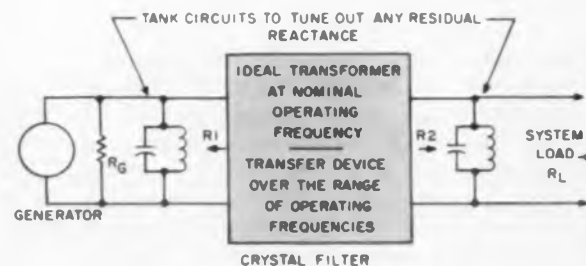 TANK CIRCUITS TO TUNE OUT ANY RESIDUAL
REACTANCE
IDEAL TRANSFORMER
AT NOMINAL
OPERATING
FREQUENCY
TRANSFER DEVICE
OVER THE RANGE
OF OPERATING
FREQUENCIES
RG
R1
R2
SYSTEM
LOAD
RL
GENERATOR
CRYSTAL FILTER